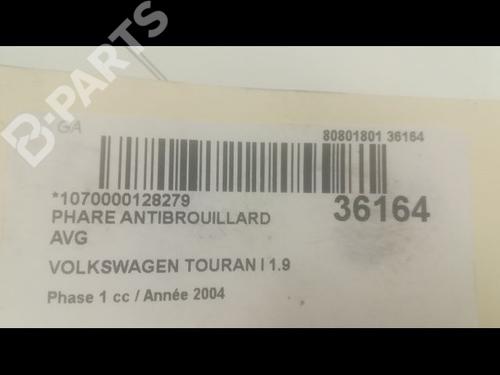 B-PARTS
GA
80801801 36164
*1070000128279
36164
PHARE ANTIBROUILLARD
AVG
VOLKSWAGEN TOURAN I 1.9
Phase 1 cc / Année 2004